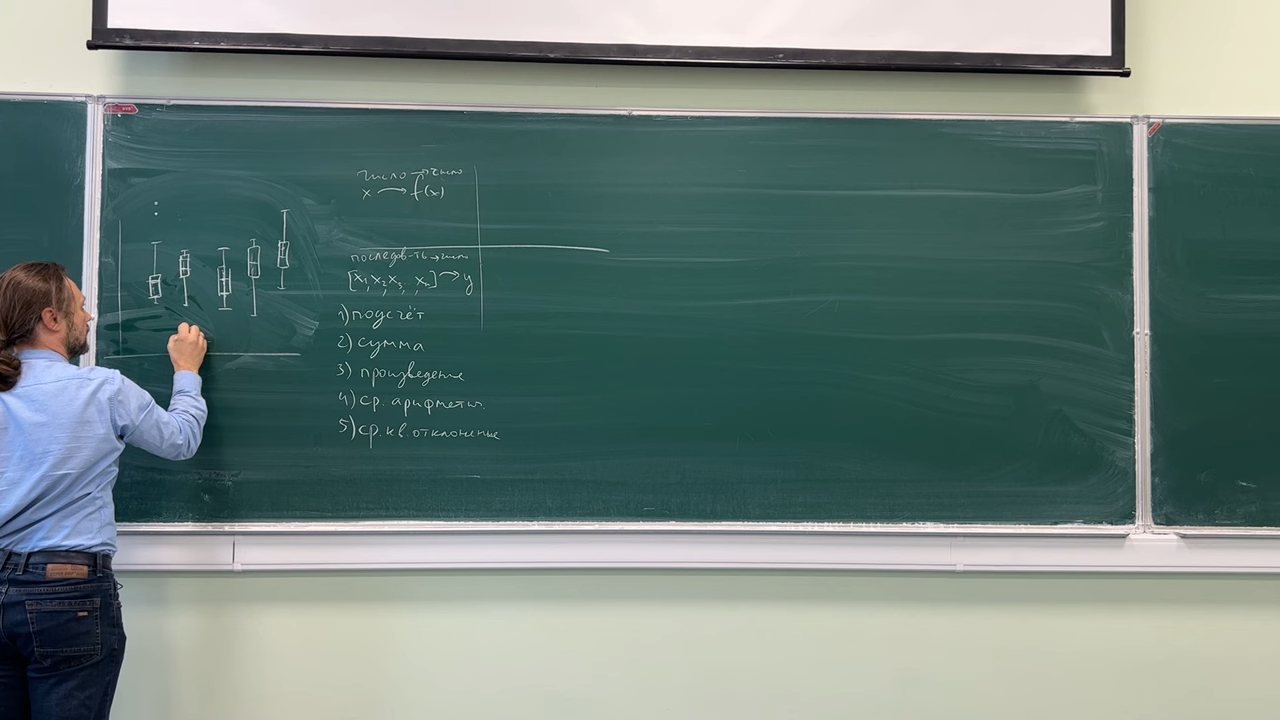 число → число
x → f(x)
последов-ть → число
[x₁, x₂, x₃, xₙ] → y
1) подсчёт
2) сумма
3) произведение
4) ср. арифметич.
5) ср. кв. отклонение